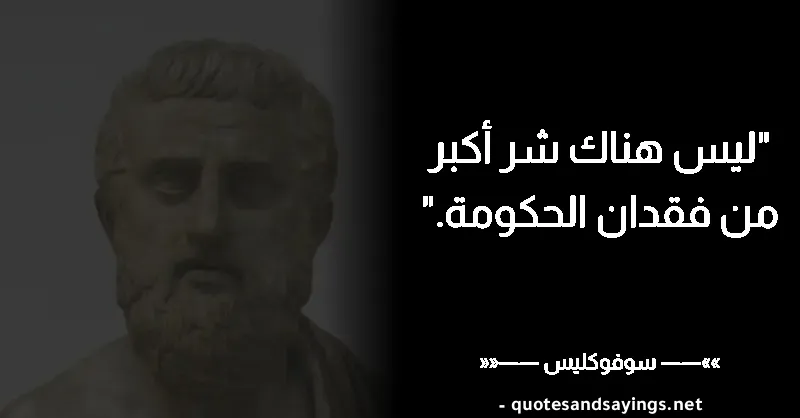 "ليس هناك شر أكبر
من فقدان الحكومة."
»»—— سوفوكليس ——««
- quotesandsayings.net